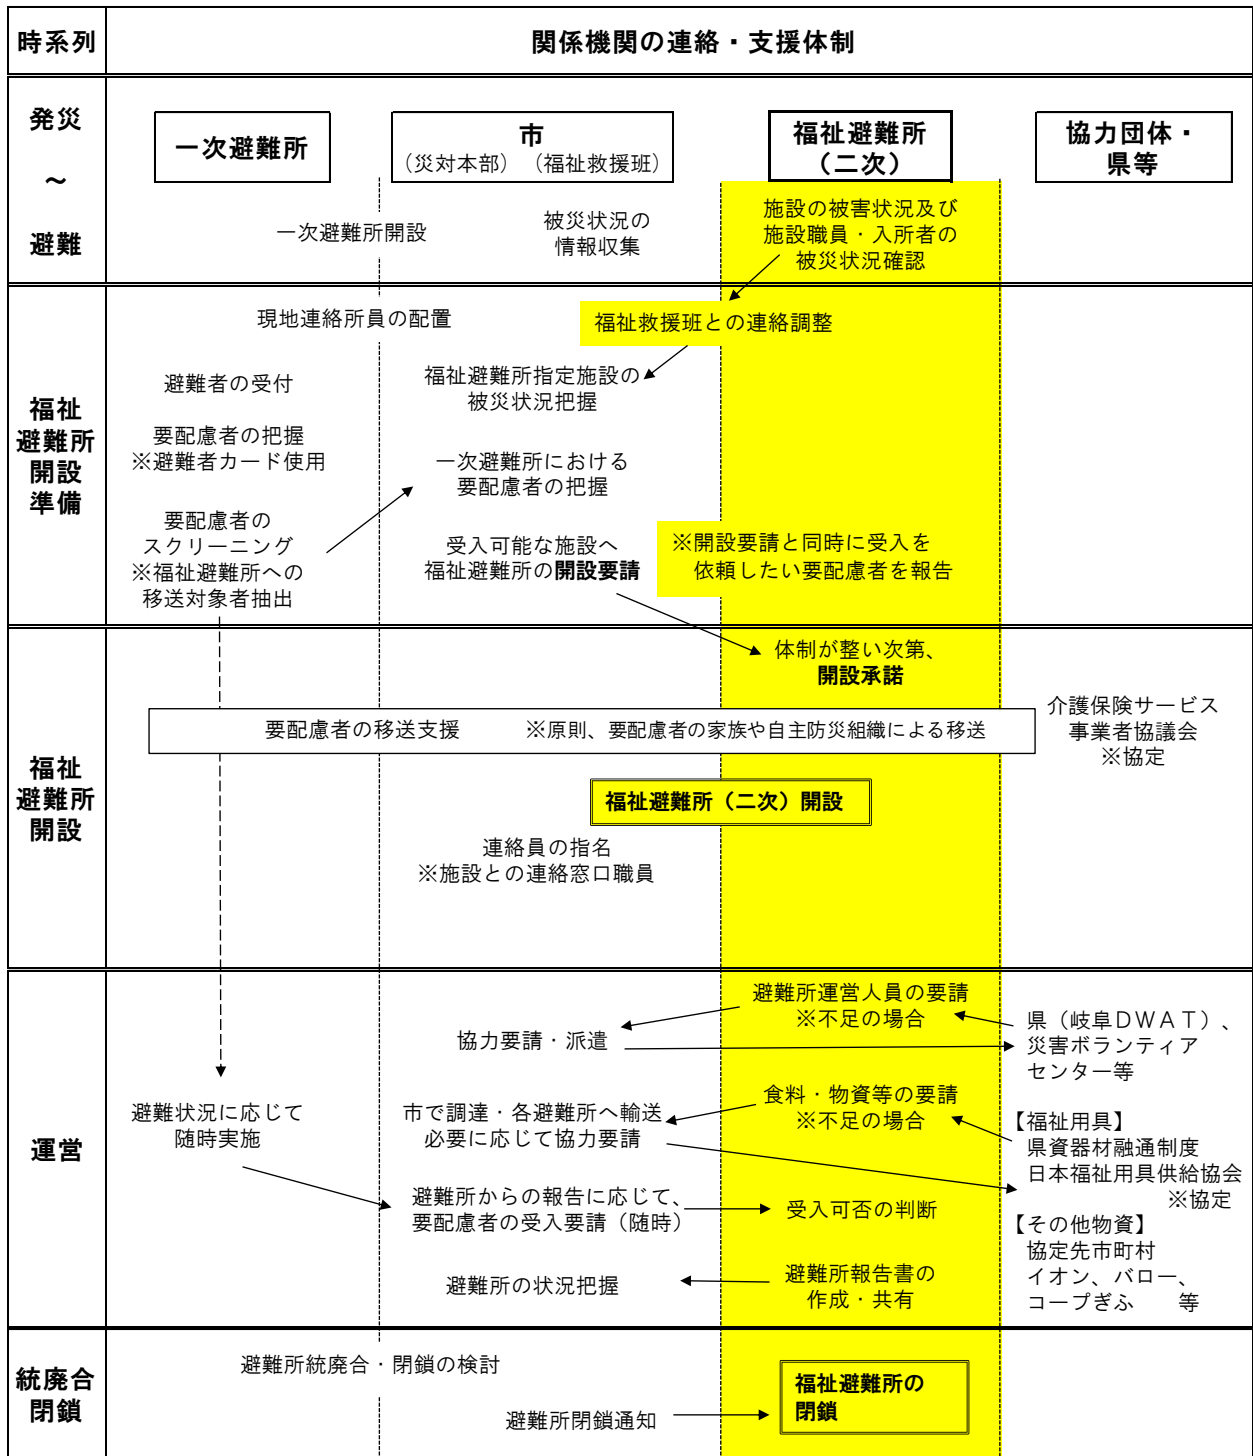 時系列
関係機関の連絡・支援体制
発災
～
避難
一次避難所
市
（災対本部）（福祉救援班）
福祉避難所
（二次）
協力団体・
県等
一次避難所開設
被災状況の
情報収集
施設の被害状況及び
施設職員・入所者の
被災状況確認
福祉
避難所
開設
準備
現地連絡所員の配置
福祉救援班との連絡調整
避難者の受付
福祉避難所指定施設の
被災状況把握
要配慮者の把握
※避難者カード使用
一次避難所における
要配慮者の把握
要配慮者の
スクリーニング
※福祉避難所への
移送対象者抽出
受入可能な施設へ
福祉避難所の開設要請
※開設要請と同時に受入を
依頼したい要配慮者を報告
福祉
避難所
開設
体制が整い次第、
開設承諾
要配慮者の移送支援　※原則、要配慮者の家族や自主防災組織による移送
介護保険サービス
事業者協議会
※協定
福祉避難所（二次）開設
連絡員の指名
※施設との連絡窓口職員
運営
避難所運営人員の要請
※不足の場合
協力要請・派遣
県（岐阜ＤＷＡＴ）、
災害ボランティア
センター等
避難状況に応じて
随時実施
市で調達・各避難所へ輸送
必要に応じて協力要請
食料・物資等の要請
※不足の場合
【福祉用具】
県資器材融通制度
日本福祉用具供給協会
※協定
避難所からの報告に応じて、
要配慮者の受入要請（随時）
受入可否の判断
【その他物資】
協定先市町村
イオン、バロー、
コープぎふ　等
避難所の状況把握
避難所報告書の
作成・共有
統廃合
閉鎖
避難所統廃合・閉鎖の検討
避難所閉鎖通知
福祉避難所の
閉鎖